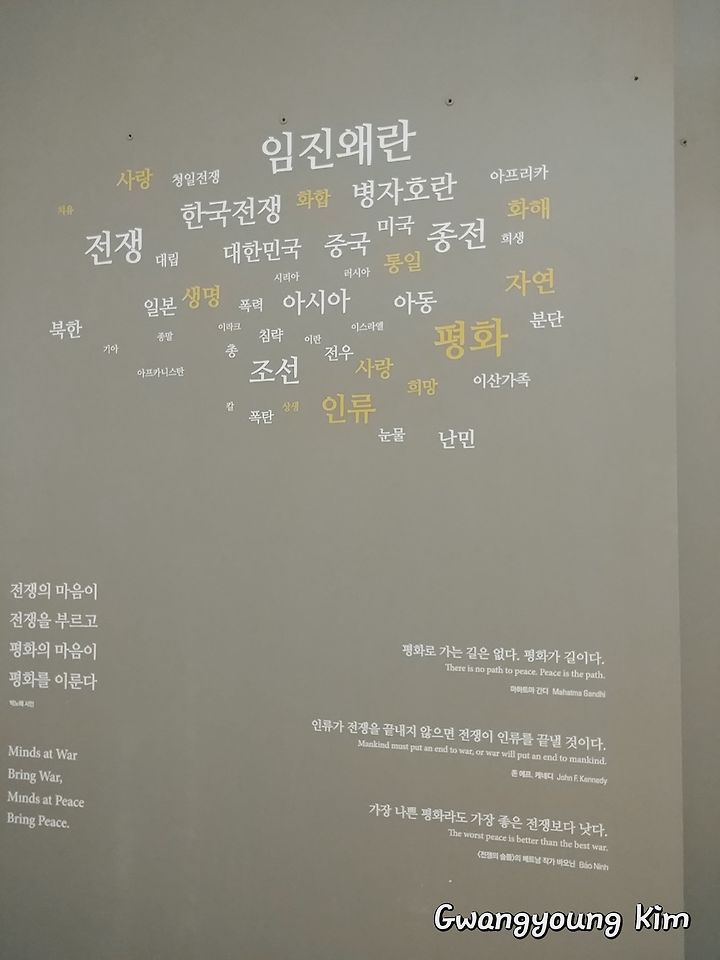 임진왜란
사랑 청일전쟁
한국전쟁 화합 병자호란 아프리카
치유
전쟁 대립 대한민국 중국 미국 종전 화해
희생
시리아 러시아 통일
일본 생명 폭력 아시아 아동 자연
북한 종말 이라크 침략 이란 이스라엘 평화 분단
기아 총 전우
아프카니스탄 조선 사랑 희망 이산가족
칼 폭탄 상생 인류
눈물 난민
전쟁의 마음이
전쟁을 부르고
평화의 마음이
평화를 이룬다
박노해 시인
Minds at War
Bring War,
Minds at Peace
Bring Peace.
평화로 가는 길은 없다. 평화가 길이다.
There is no path to peace. Peace is the path.
마하트마 간디 Mahatma Gandhi
인류가 전쟁을 끝내지 않으면 전쟁이 인류를 끝낼 것이다.
Mankind must put an end to war, or war will put an end to mankind.
존 에프. 케네디 John F. Kennedy
가장 나쁜 평화라도 가장 좋은 전쟁보다 낫다.
The worst peace is better than the best war.
<전쟁의 슬픔>의 베트남 작가 바오닌 Bảo Ninh
Gwangyoung Kim